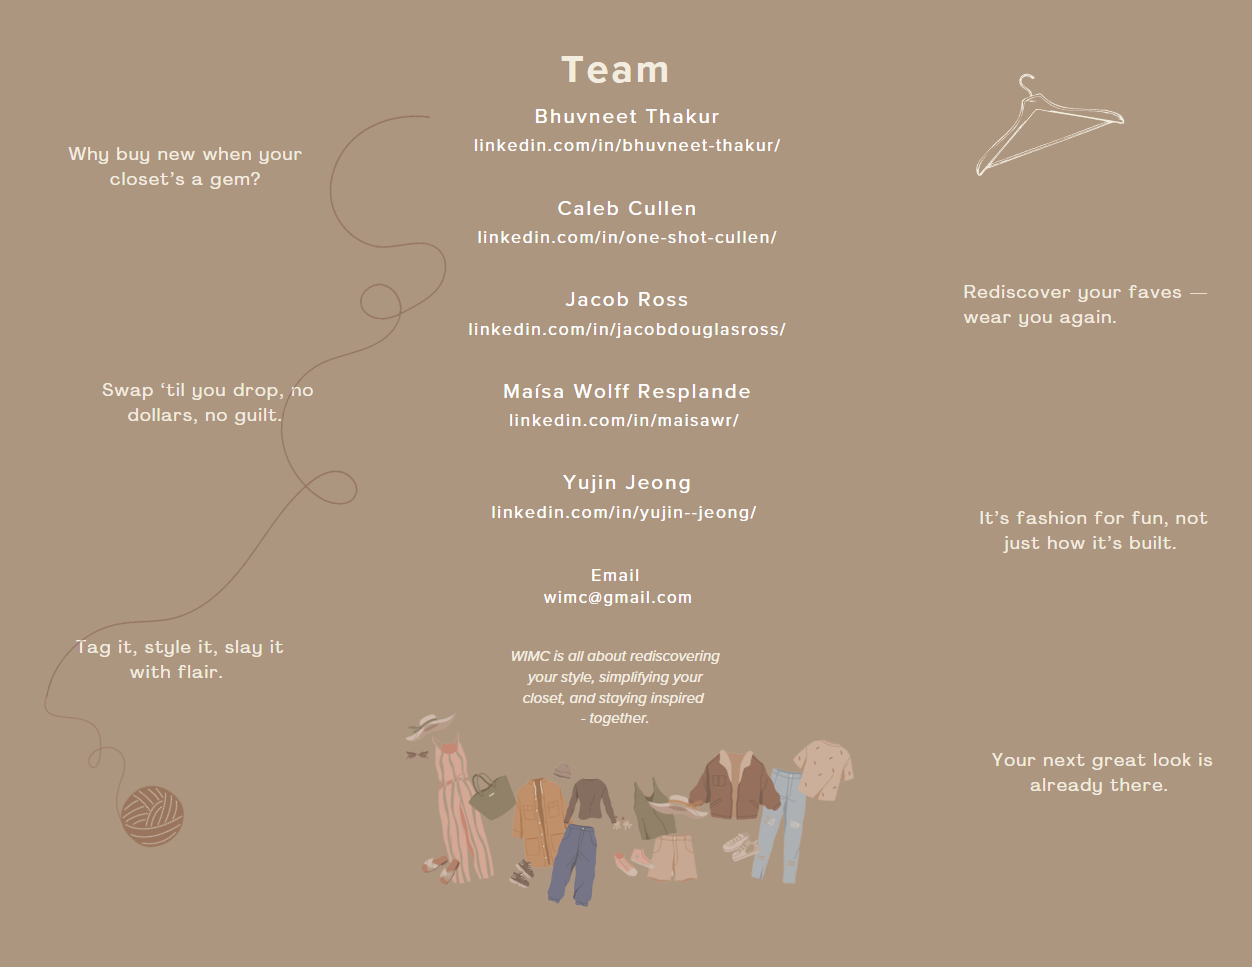 Team
Bhuvneet Thakur
linkedin.com/in/bhuvneet-thakur/
Caleb Cullen
linkedin.com/in/one-shot-cullen/
Jacob Ross
linkedin.com/in/jacobdouglasross/
Maísa Wolff Resplande
linkedin.com/in/maisawr/
Yujin Jeong
linkedin.com/in/yujin--jeong/
Email
wimc@gmail.com
WIMC is all about rediscovering
your style, simplifying your
closet, and staying inspired
- together.
Why buy new when your
closet’s a gem?
Swap ‘til you drop, no
dollars, no guilt.
Tag it, style it, slay it
with flair.
Rediscover your faves —
wear you again.
It’s fashion for fun, not
just how it’s built.
Your next great look is
already there.